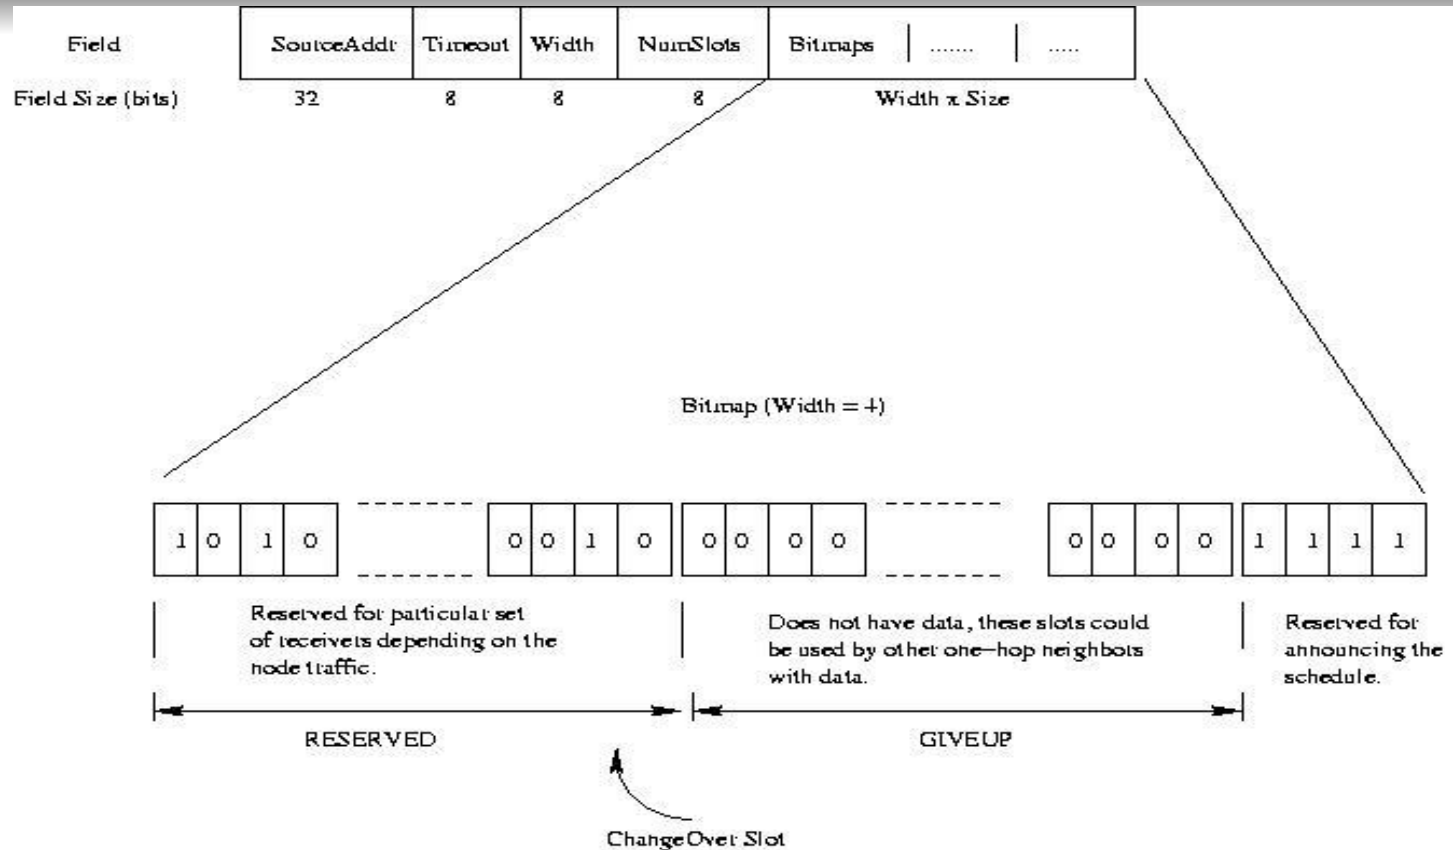 Field SourceAddr Timeout Width NumSlots Bitmaps ....... .....
Field Size (bits) 32 8 8 8 Width x Size
Bitmap (Width = 4)
1 0 1 0 0 0 1 0 0 0 0 0 0 0 0 0 1 1 1 1
Reserved for particular set
of receivers depending on the
node traffic.
Does not have data, these slots could
be used by other one-hop neighbors
with data.
Reserved for
announcing the
schedule.
RESERVED GIVEUP
ChangeOver Slot